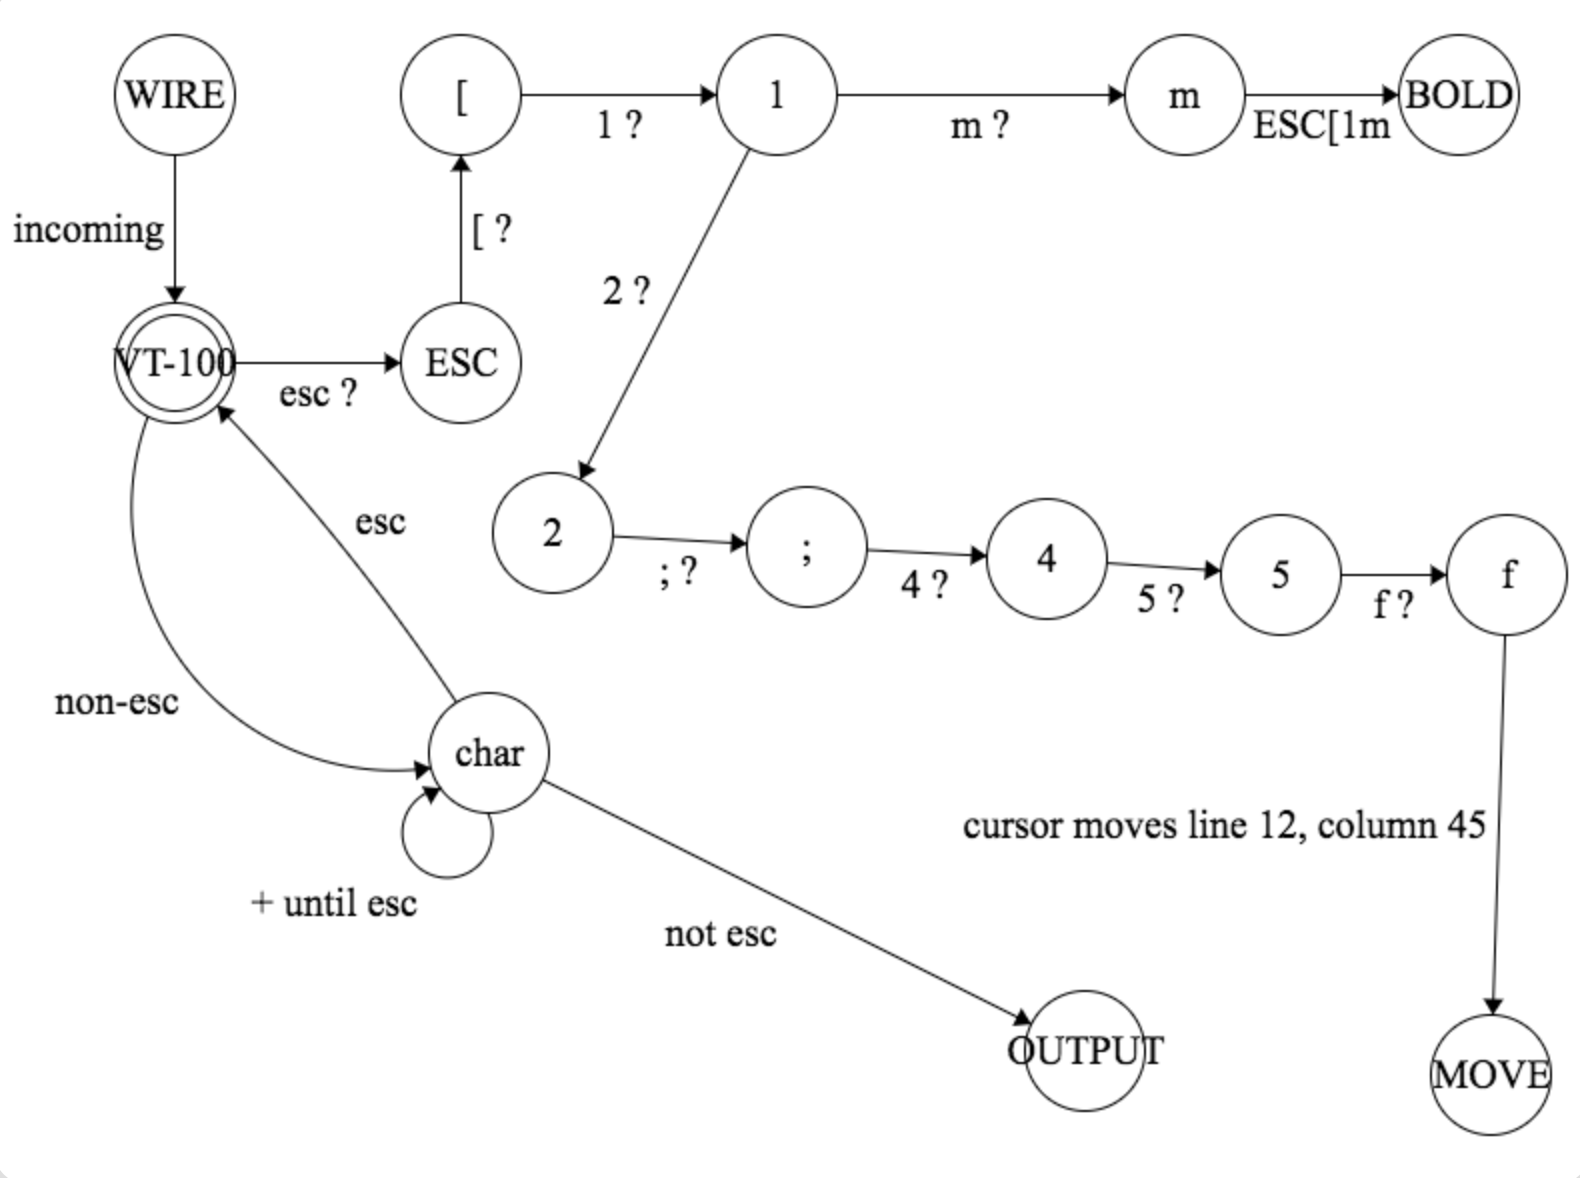 WIRE
[
1
m
BOLD
1 ?
m ?
ESC[1m
incoming
[ ?
2 ?
VT-100
esc ?
ESC
esc
2
; ?
;
4 ?
4
5 ?
5
f ?
f
non-esc
char
+ until esc
not esc
cursor moves line 12, column 45
OUTPUT
MOVE